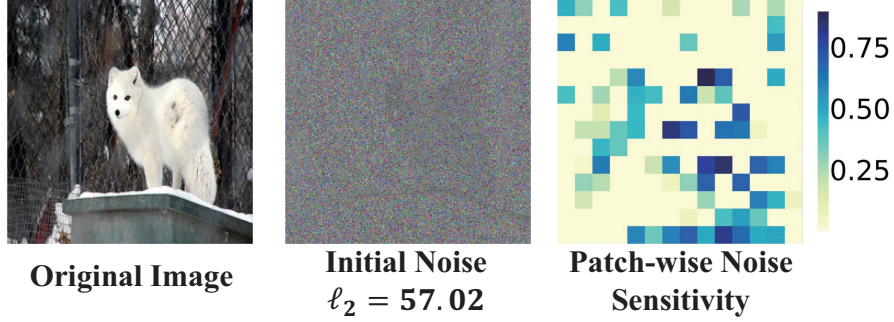 0.75
0.50
0.25
Original Image
Initial Noise
ℓ₂ = 57.02
Patch-wise Noise
Sensitivity